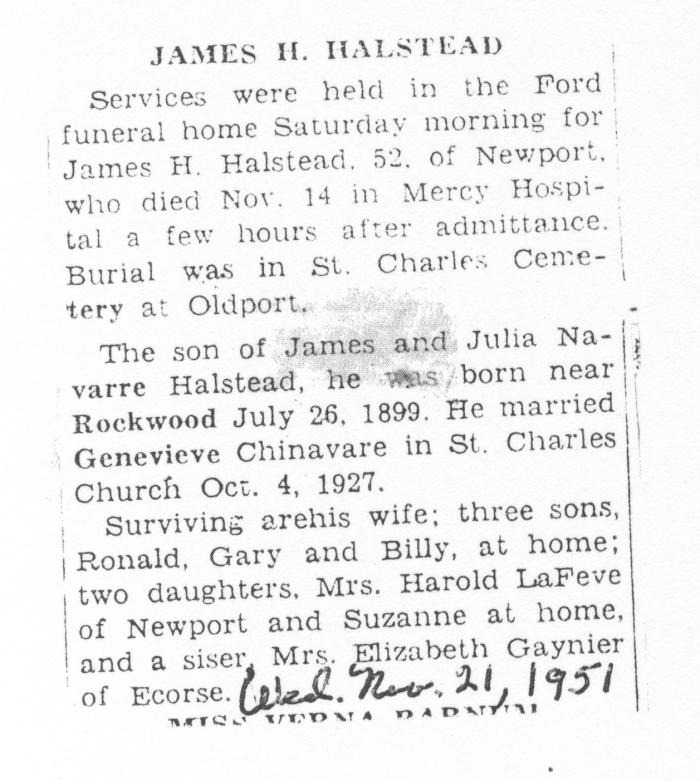 JAMES H. HALSTEAD
Services were held in the Ford
funeral home Saturday morning for
James H. Halstead, 52, of Newport,
who died Nov. 14 in Mercy Hospi-
tal a few hours after admittance.
Burial was in St. Charles Ceme-
tery at Oldport.
The son of James and Julia Na-
varre Halstead, he was born near
Rockwood July 26, 1899. He married
Genevieve Chinavare in St. Charles
Church Oct. 4, 1927.
Surviving arehis wife; three sons,
Ronald, Gary and Billy, at home;
two daughters, Mrs. Harold LaFeve
of Newport and Suzanne at home,
and a siser, Mrs. Elizabeth Gaynier
of Ecorse. Wed. Nov. 21, 1951
MISS VERNA BARNUM